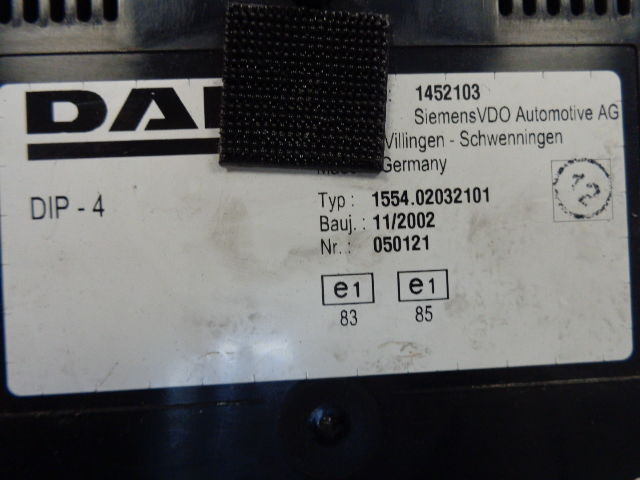 DA
: 1452103
SiemensVDO Automotive AG
Villingen - Schwenningen
Germany
DIP - 4
Typ : 1554.02032101
Bauj. : 11/2002
Nr. : 050121
12
e1 e1
83 85